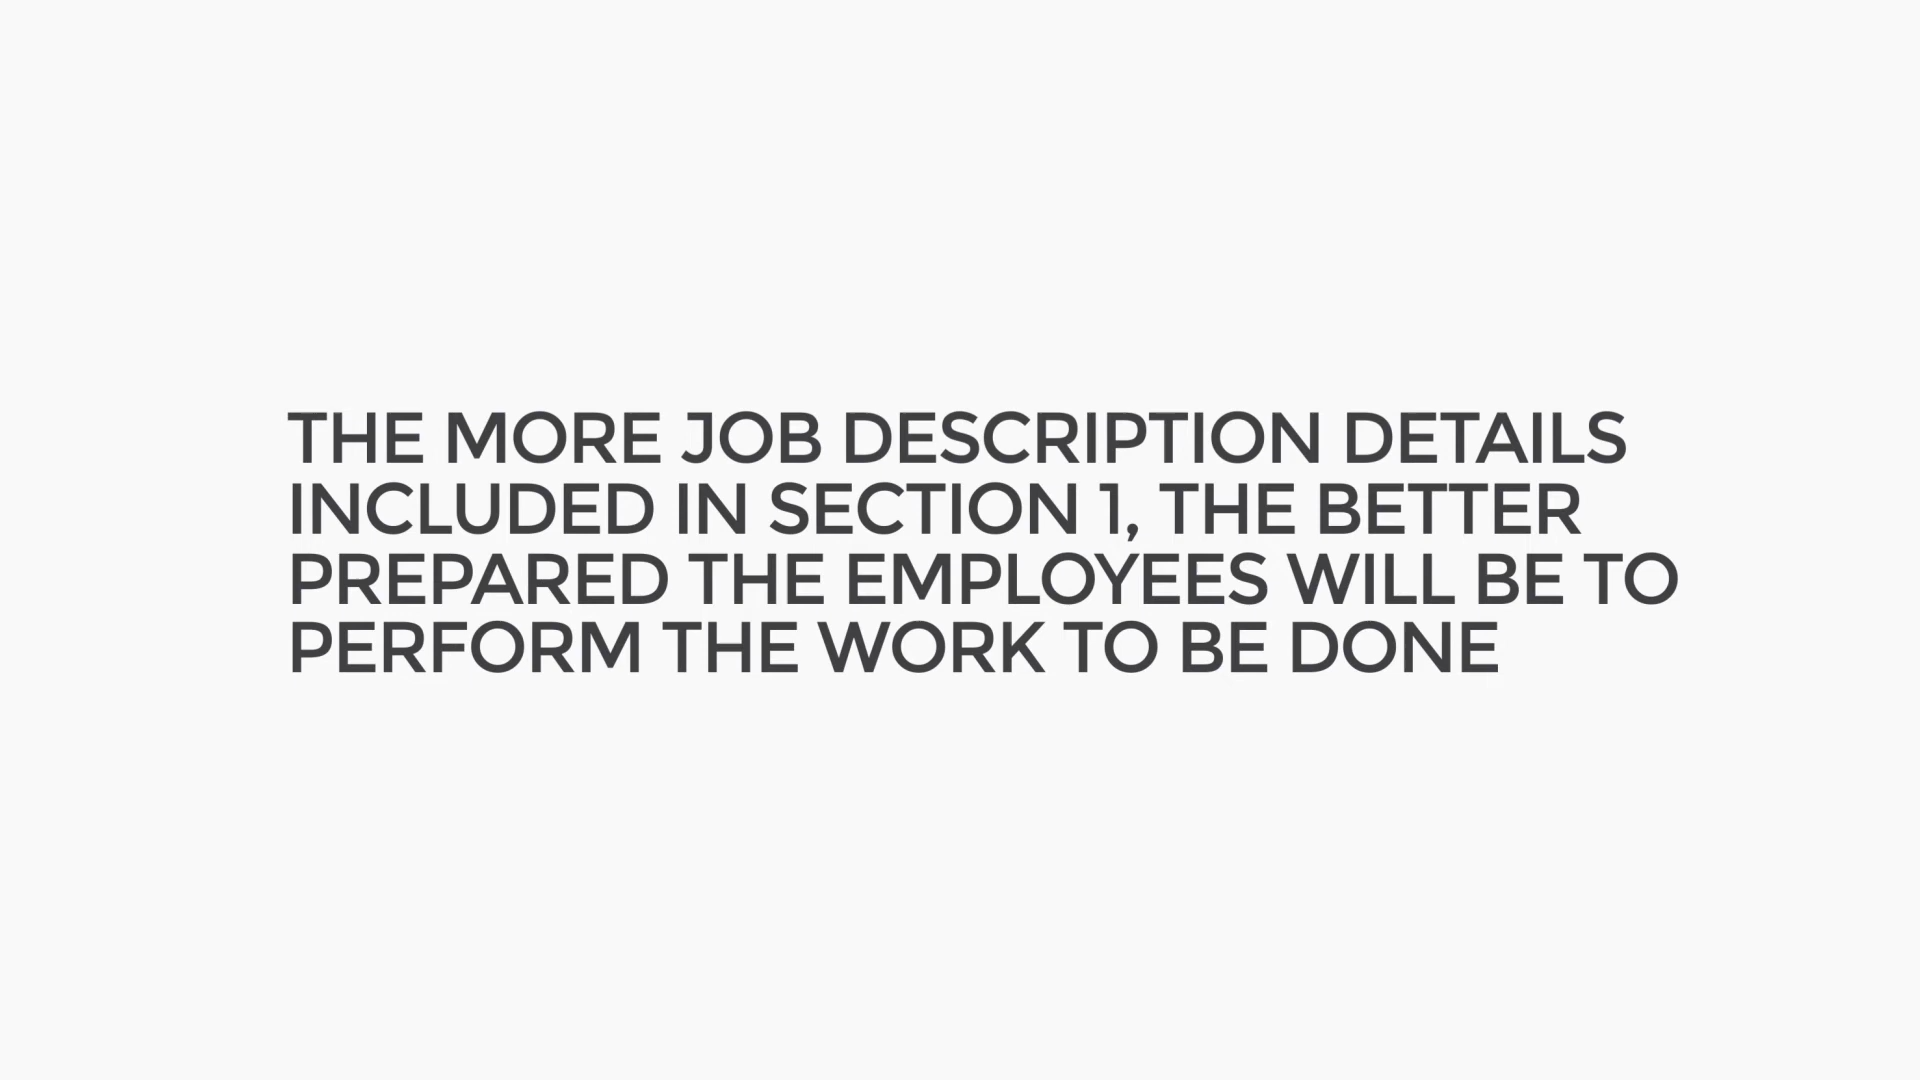 THE MORE JOB DESCRIPTION DETAILS
INCLUDED IN SECTION 1, THE BETTER
PREPARED THE EMPLOYEES WILL BE TO
PERFORM THE WORK TO BE DONE